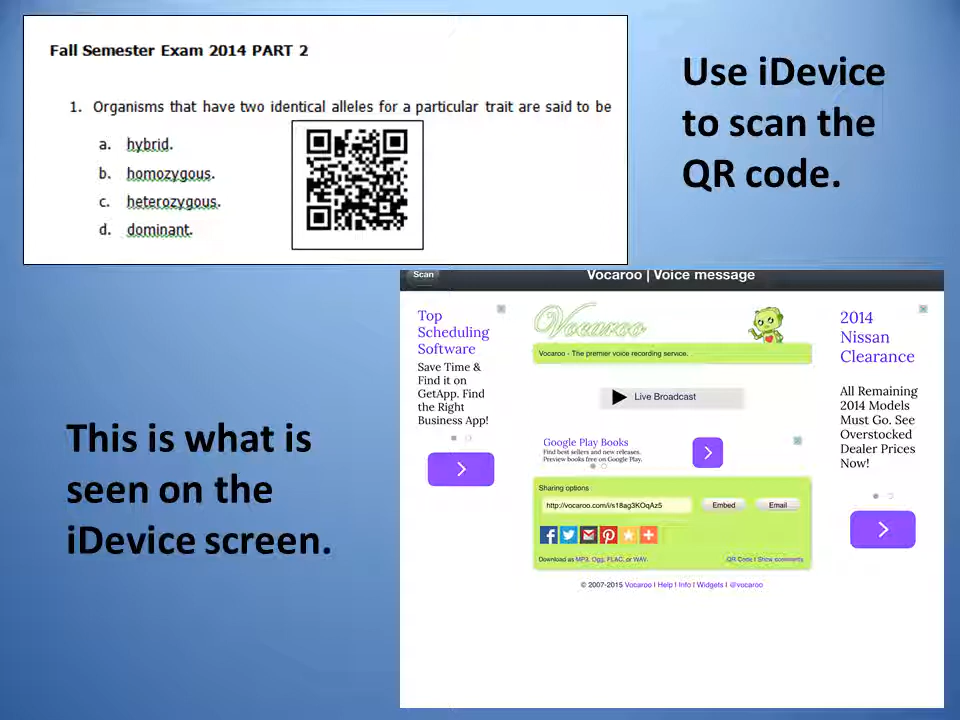 Fall Semester Exam 2014 PART 2
1. Organisms that have two identical alleles for a particular trait are said to be
a. hybrid.
b. homozygous.
c. heterozygous.
d. dominant.
Use iDevice
to scan the
QR code.
This is what is
seen on the
iDevice screen.
Scan
Vocaroo | Voice message
Top
Scheduling
Software
Save Time &
Find it on
GetApp. Find
the Right
Business App!
Vocaroo
Vocaroo - The premier voice recording service.
Live Broadcast
Google Play Books
Find best sellers and new releases.
Preview books free on Google Play.
Sharing options
http://vocaroo.com/i/s18ag3KOqAz5
Embed
Email
Download as MP3, Ogg, FLAC, or WAV.
QR Code | Show comments
© 2007-2015 Vocaroo | Help | Info | Widgets | @vocaroo
2014
Nissan
Clearance
All Remaining
2014 Models
Must Go. See
Overstocked
Dealer Prices
Now!